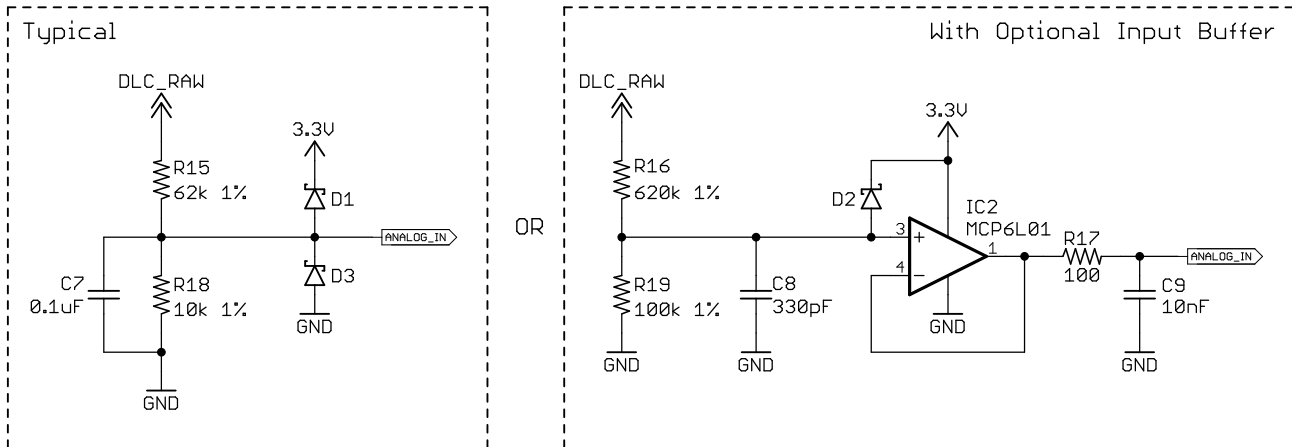 Typical
DLC_RAW
3.3V
R15
62k 1%
D1
ANALOG_IN
C7
0.1uF
R18
10k 1%
D3
GND
GND
OR
With Optional Input Buffer
DLC_RAW
3.3V
R16
620k 1%
D2
IC2
MCP6L01
3
+
4
-
1
R17
100
ANALOG_IN
R19
100k 1%
C8
330pF
C9
10nF
GND
GND
GND
GND